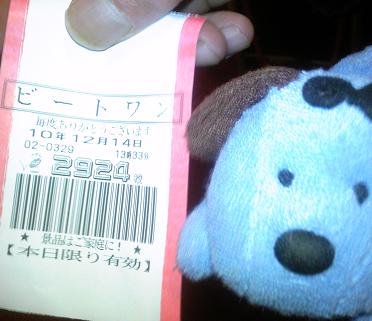 ビートワン
毎度ありがとうございます
10年12月14日
02-0329 13時33分
2924
★景品はご家庭に!★
【本日限り有効】